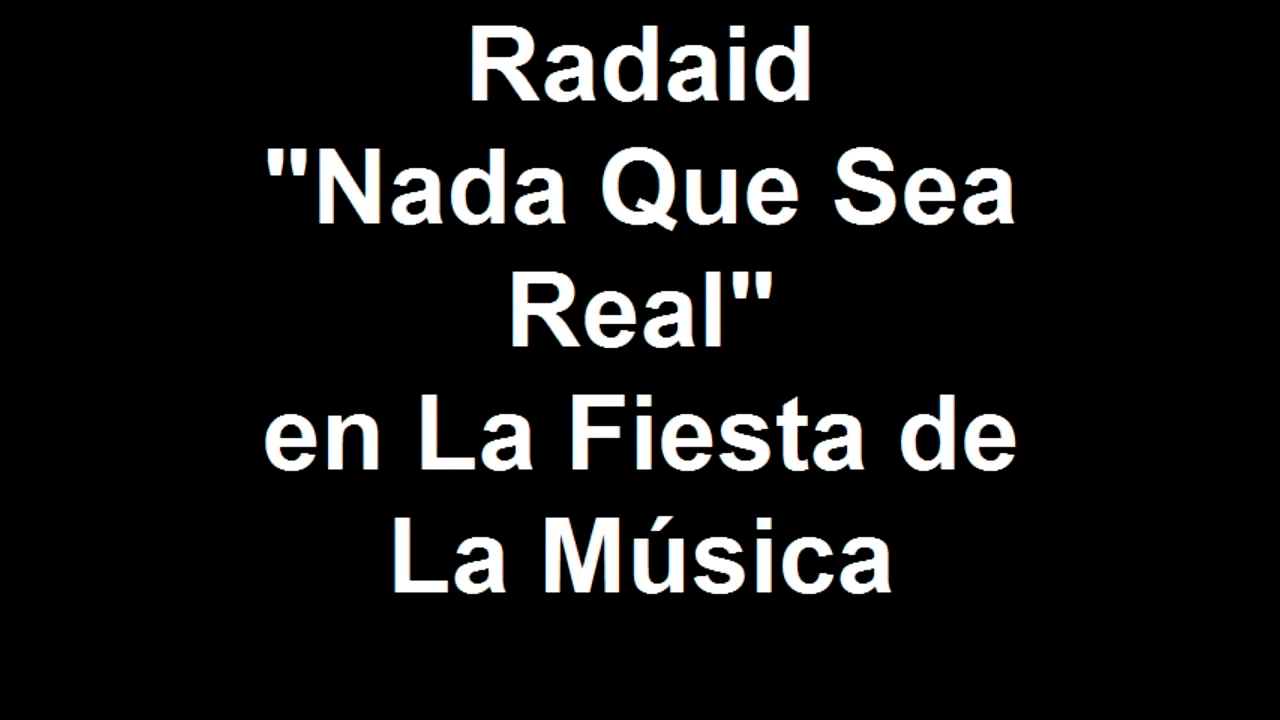 Radaid
"Nada Que Sea
Real"
en La Fiesta de
La Música